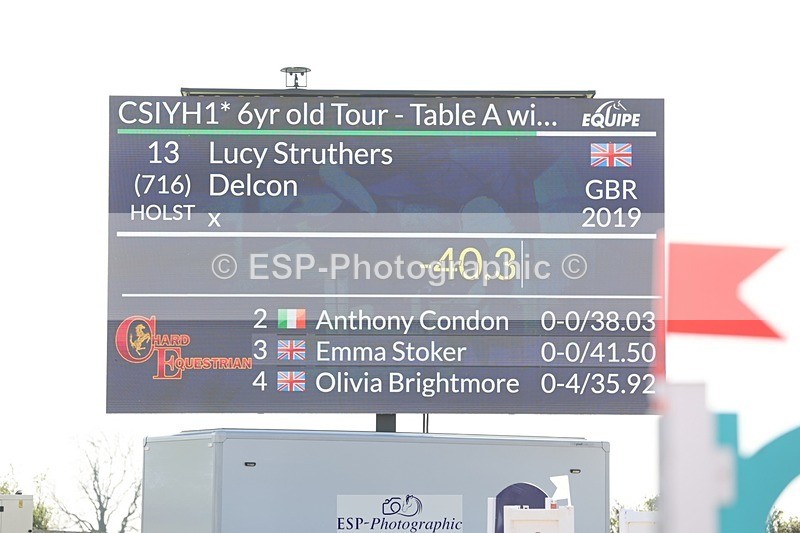 CSIYH1* 6yr old Tour - Table A wi...
EQUIPE
13 Lucy Struthers
(716) Delcon GBR
HOLST x 2019
-40.3
© ESP-Photographic ©
2 Anthony Condon 0-0/38.03
3 Emma Stoker 0-0/41.50
4 Olivia Brightmore 0-4/35.92
CHARD
EQUESTRIAN
ESP-Photographic